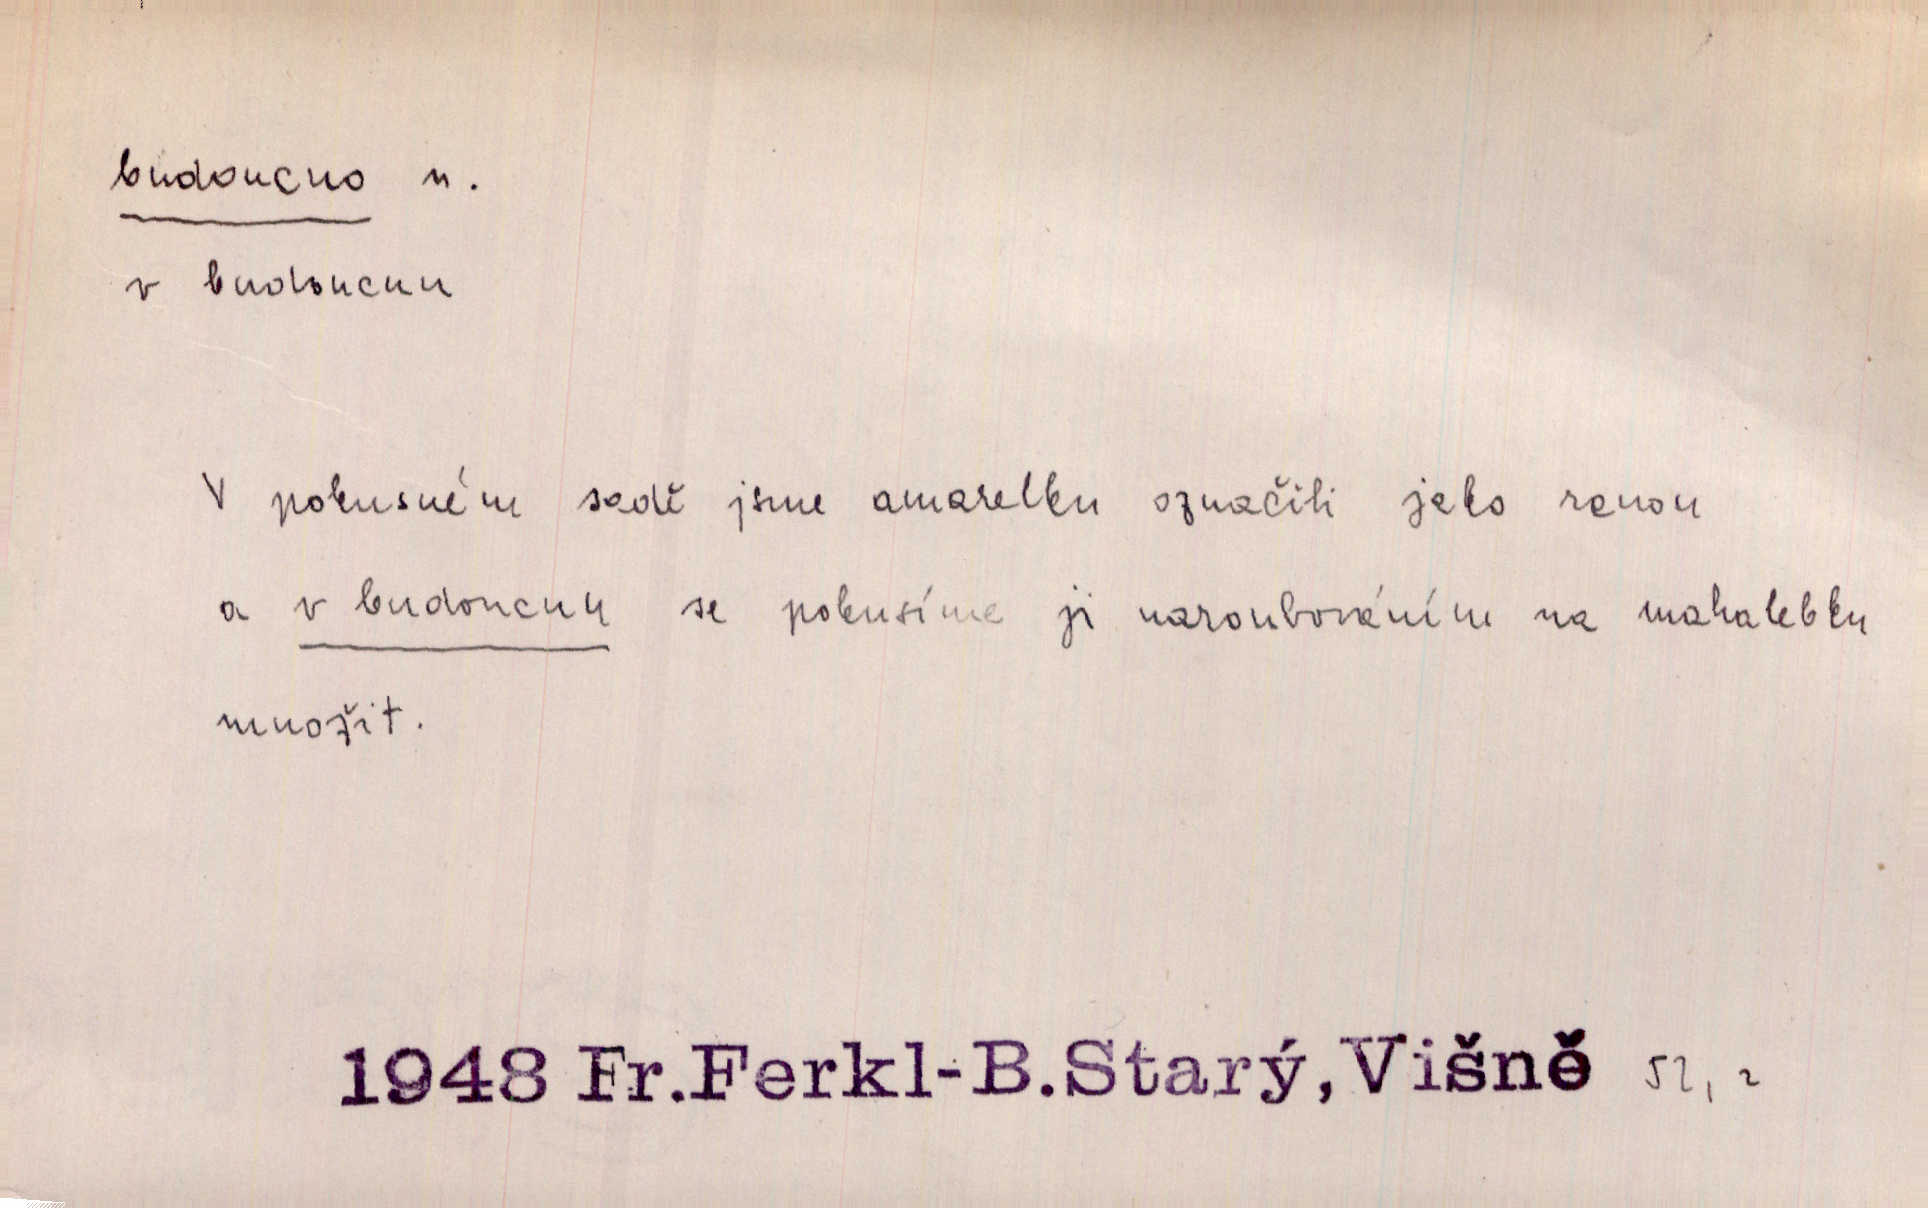 budoucno n.
v budoucnu
V pokusném sadě jsme amarelku označili jako ranou
a v budoucnu se pokusíme ji naroubováním na mahalebku
množit.
1948 Fr.Ferkl-B.Starý,Višně 52,2